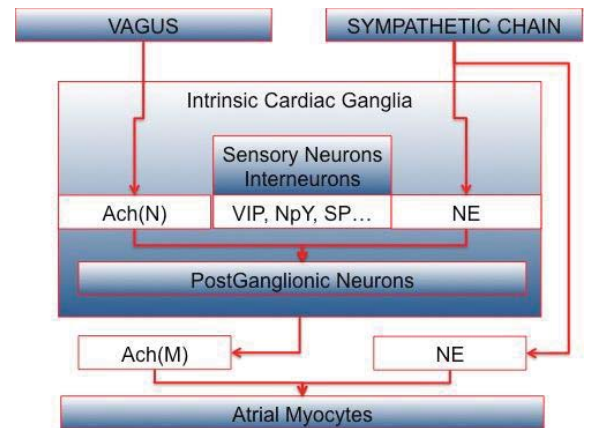 VAGUS
SYMPATHETIC CHAIN
Intrinsic Cardiac Ganglia
Sensory Neurons
Interneurons
Ach(N)
VIP, NpY, SP...
NE
PostGanglionic Neurons
Ach(M)
NE
Atrial Myocytes